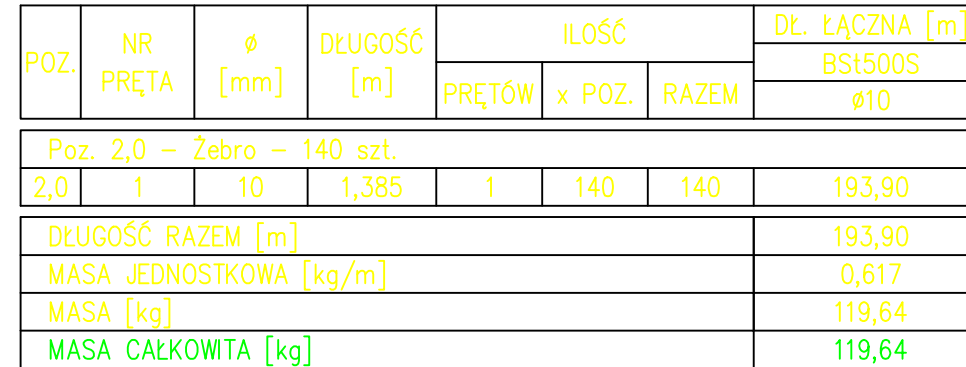 POZ. NR PRĘTA ø [mm] DŁUGOŚĆ [m] ILOŚĆ DŁ. ŁĄCZNA [m]
PRĘTÓW x POZ. RAZEM BSt500S
ø10
Poz. 2,0 – Żebro – 140 szt.
2,0 1 10 1,385 1 140 140 193,90
DŁUGOŚĆ RAZEM [m] 193,90
MASA JEDNOSTKOWA [kg/m] 0,617
MASA [kg] 119,64
MASA CAŁKOWITA [kg] 119,64